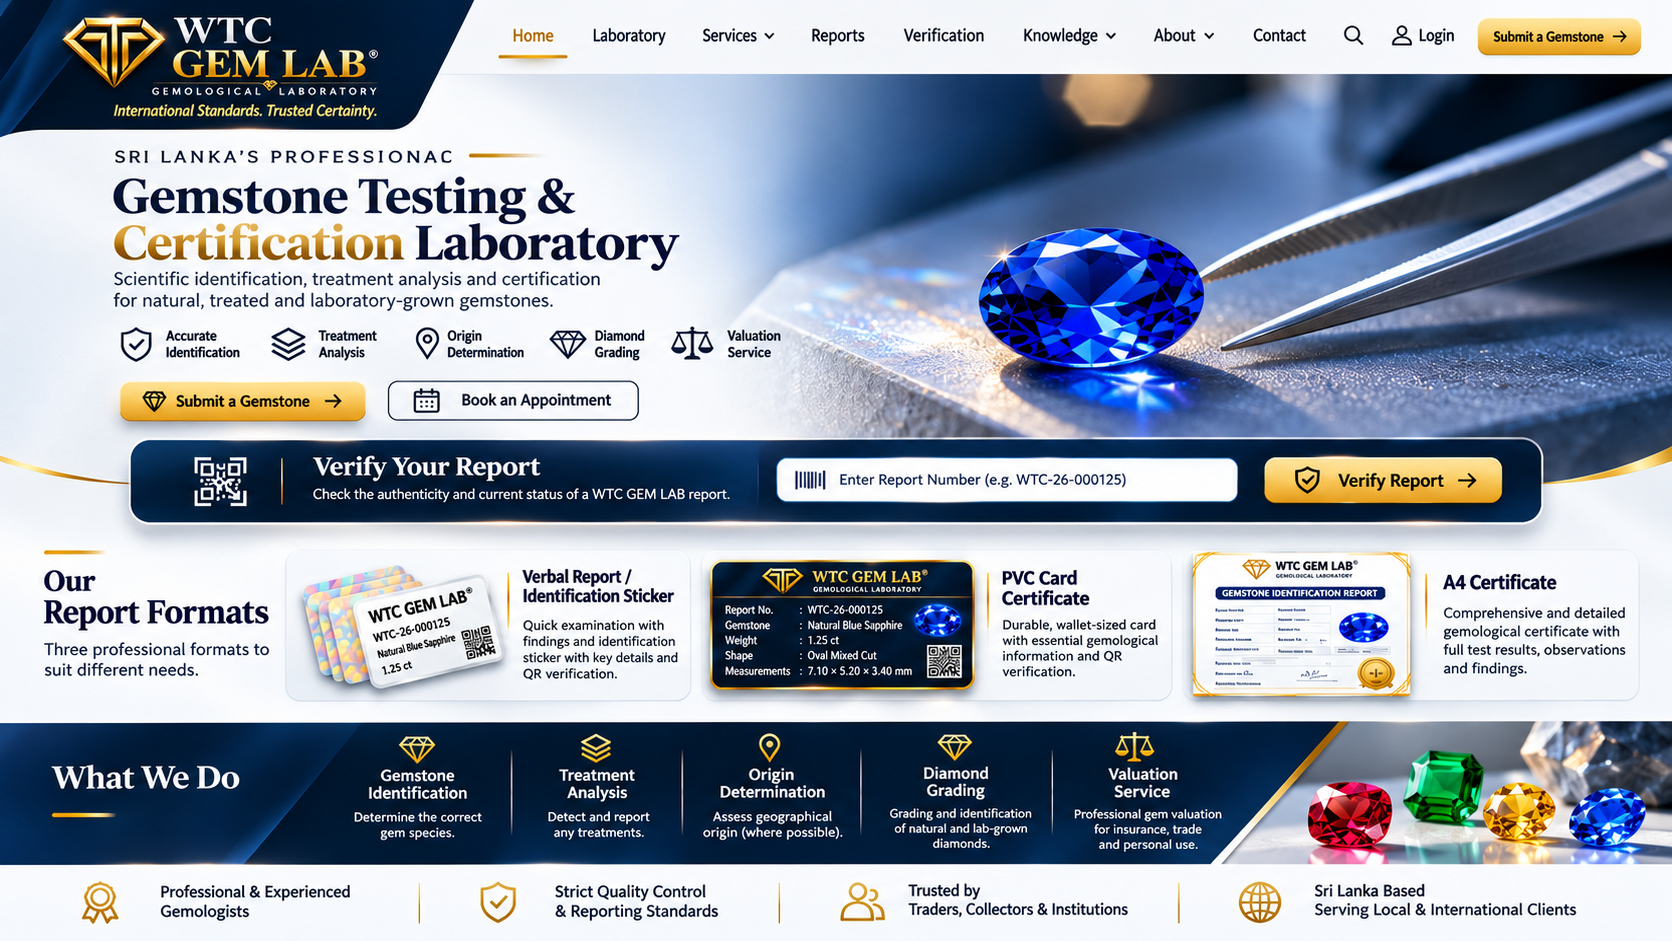 WTC
GEM LAB®
GEMOLOGICAL LABORATORY
International Standards. Trusted Certainty.
Home
Laboratory
Services
Reports
Verification
Knowledge
About
Contact
Login
Submit a Gemstone
SRI LANKA'S PROFESSIONAC
Gemstone Testing &
Certification Laboratory
Scientific identification, treatment analysis and certification
for natural, treated and laboratory-grown gemstones.
Accurate
Identification
Treatment
Analysis
Origin
Determination
Diamond
Grading
Valuation
Service
Submit a Gemstone
Book an Appointment
Verify Your Report
Check the authenticity and current status of a WTC GEM LAB report.
Enter Report Number (e.g. WTC-26-000125)
Verify Report
Our
Report Formats
Three professional formats to
suit different needs.
WTC GEM LAB®
WTC-26-000125
Natural Blue Sapphire
1.25 ct
Verbal Report /
Identification Sticker
Quick examination with
findings and identification
sticker with key details and
QR verification.
WTC GEM LAB®
GEMOLOGICAL LABORATORY
Report No. : WTC-26-000125
Gemstone : Natural Blue Sapphire
Weight : 1.25 ct
Shape : Oval Mixed Cut
Measurements : 7.10 × 5.20 × 3.40 mm
PVC Card
Certificate
Durable, wallet-sized card
with essential gemological
information and QR
verification.
WTC GEM LAB®
GEMOLOGICAL LABORATORY
GEMSTONE IDENTIFICATION REPORT
A4 Certificate
Comprehensive and detailed
gemological certificate with
full test results, observations
and findings.
What We Do
Gemstone
Identification
Determine the correct
gem species.
Treatment
Analysis
Detect and report
any treatments.
Origin
Determination
Assess geographical
origin (where possible).
Diamond
Grading
Grading and identification
of natural and lab-grown
diamonds.
Valuation
Service
Professional gem valuation
for insurance, trade
and personal use.
Professional & Experienced
Gemologists
Strict Quality Control
& Reporting Standards
Trusted by
Traders, Collectors & Institutions
Sri Lanka Based
Serving Local & International Clients